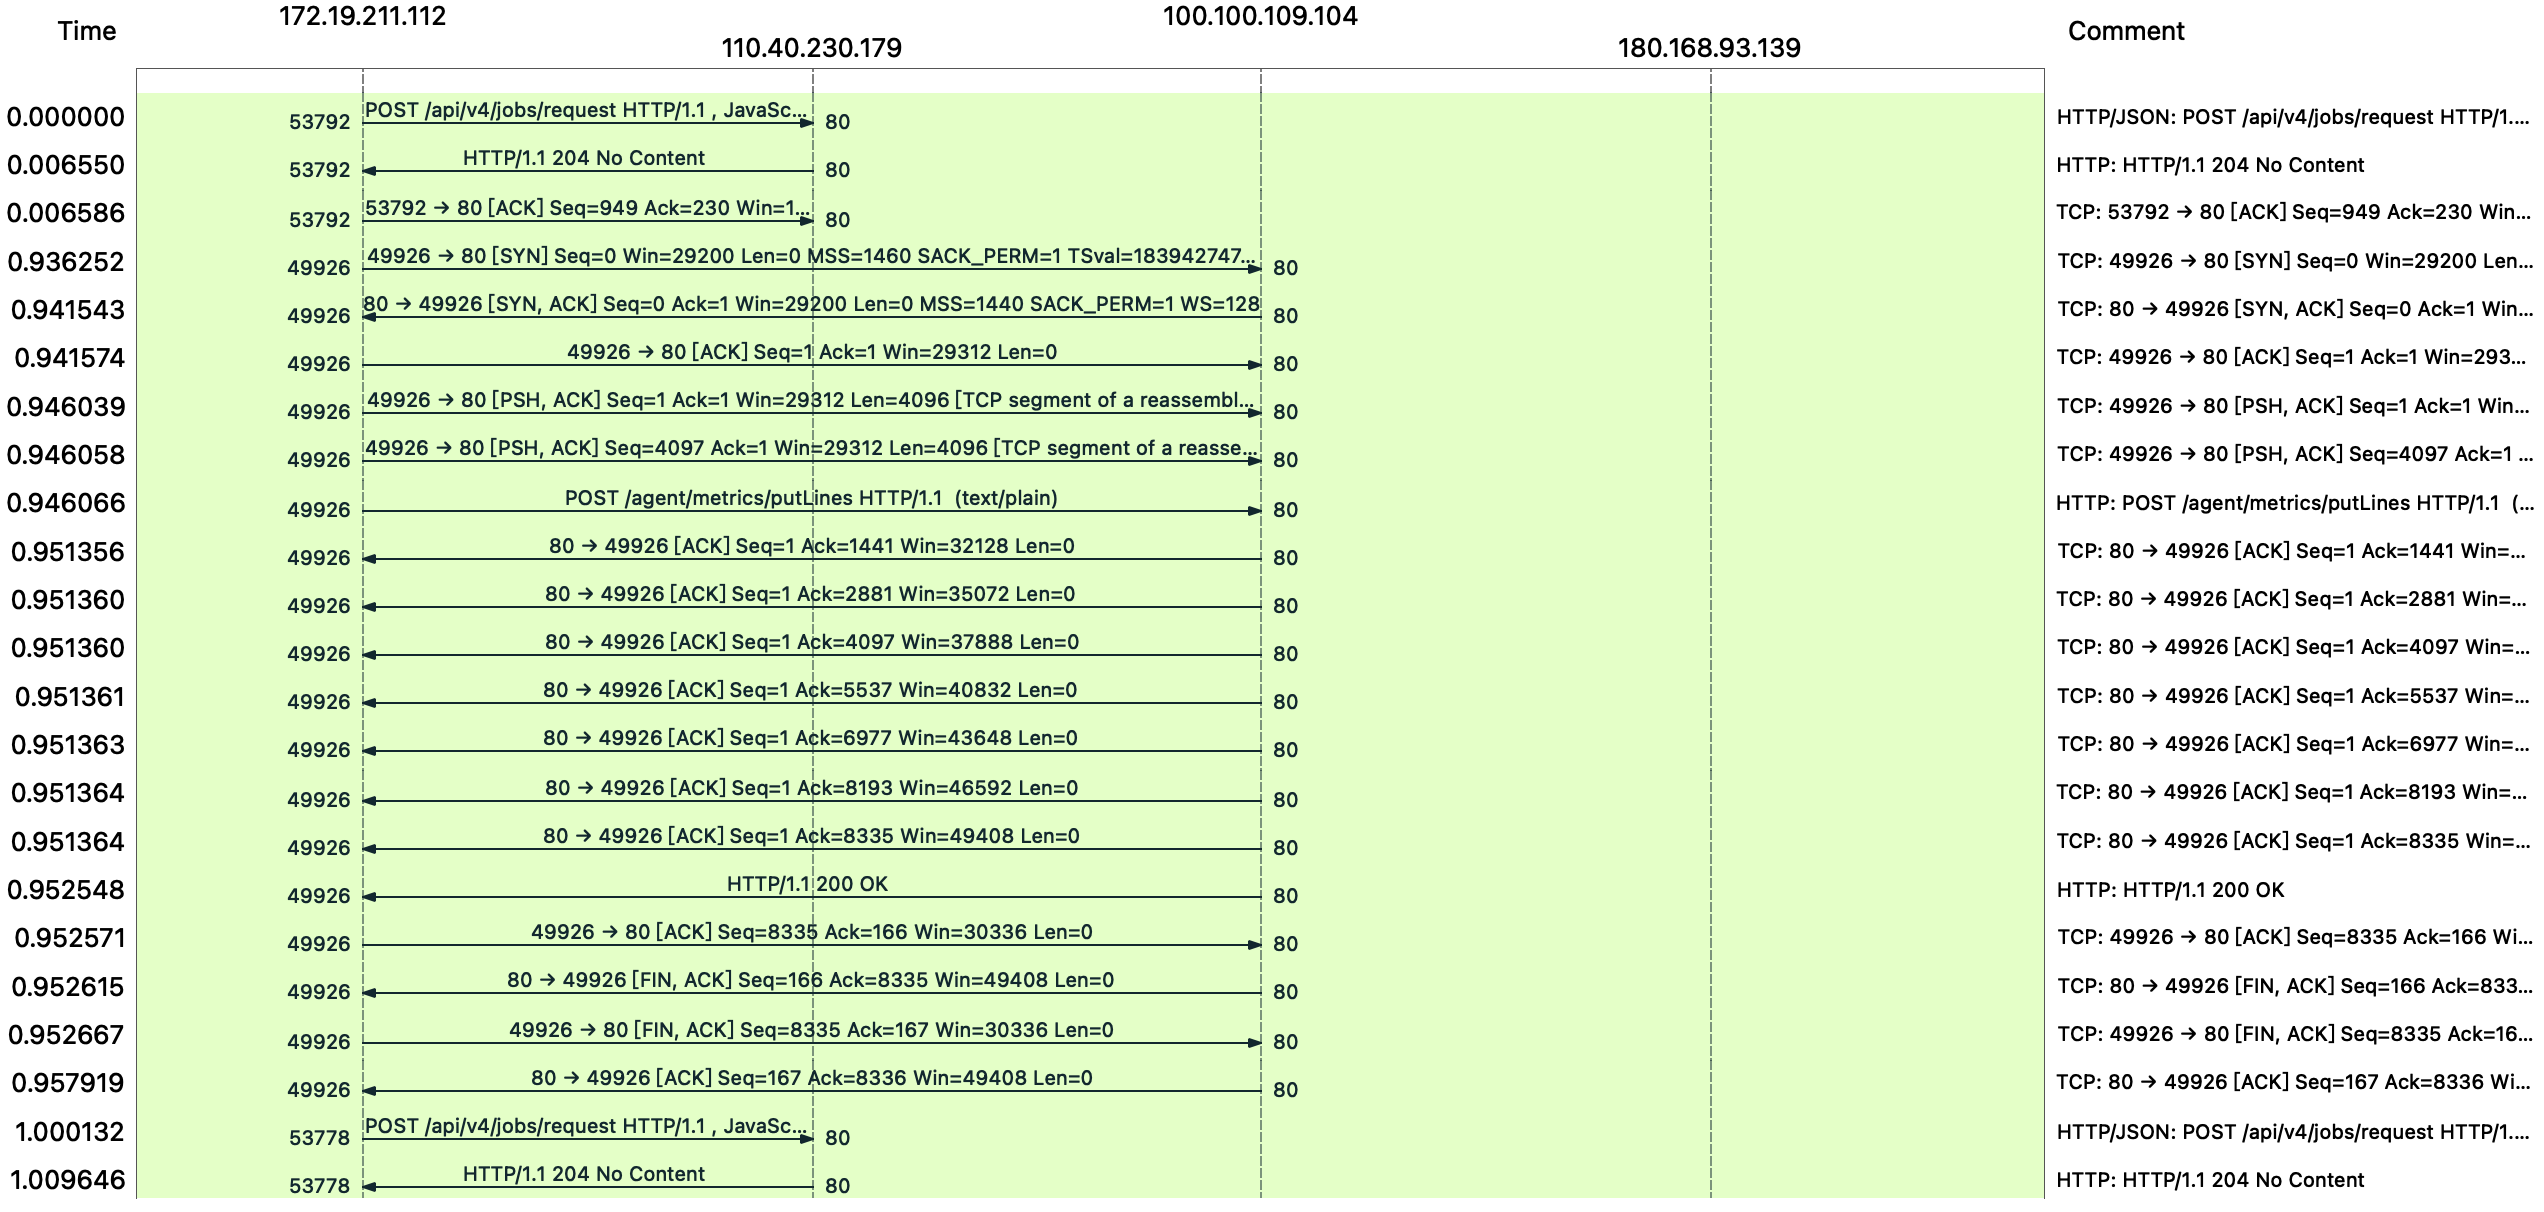 172.19.211.112 100.100.109.104
Time Comment
110.40.230.179 180.168.93.139
0.000000 53792 POST /api/v4/jobs/request HTTP/1.1 , JavaSc... 80 HTTP/JSON: POST /api/v4/jobs/request HTTP/1....
0.006550 53792 HTTP/1.1 204 No Content 80 HTTP: HTTP/1.1 204 No Content
0.006586 53792 53792 → 80 [ACK] Seq=949 Ack=230 Win=1... 80 TCP: 53792 → 80 [ACK] Seq=949 Ack=230 Win...
0.936252 49926 49926 → 80 [SYN] Seq=0 Win=29200 Len=0 MSS=1460 SACK_PERM=1 TSval=183942747... 80 TCP: 49926 → 80 [SYN] Seq=0 Win=29200 Len...
0.941543 49926 80 → 49926 [SYN, ACK] Seq=0 Ack=1 Win=29200 Len=0 MSS=1440 SACK_PERM=1 WS=128 80 TCP: 80 → 49926 [SYN, ACK] Seq=0 Ack=1 Win...
0.941574 49926 49926 → 80 [ACK] Seq=1 Ack=1 Win=29312 Len=0 80 TCP: 49926 → 80 [ACK] Seq=1 Ack=1 Win=293...
0.946039 49926 49926 → 80 [PSH, ACK] Seq=1 Ack=1 Win=29312 Len=4096 [TCP segment of a reassembl... 80 TCP: 49926 → 80 [PSH, ACK] Seq=1 Ack=1 Win...
0.946058 49926 49926 → 80 [PSH, ACK] Seq=4097 Ack=1 Win=29312 Len=4096 [TCP segment of a reasse... 80 TCP: 49926 → 80 [PSH, ACK] Seq=4097 Ack=1 ...
0.946066 49926 POST /agent/metrics/putLines HTTP/1.1 (text/plain) 80 HTTP: POST /agent/metrics/putLines HTTP/1.1 (...
0.951356 49926 80 → 49926 [ACK] Seq=1 Ack=1441 Win=32128 Len=0 80 TCP: 80 → 49926 [ACK] Seq=1 Ack=1441 Win=...
0.951360 49926 80 → 49926 [ACK] Seq=1 Ack=2881 Win=35072 Len=0 80 TCP: 80 → 49926 [ACK] Seq=1 Ack=2881 Win=...
0.951360 49926 80 → 49926 [ACK] Seq=1 Ack=4097 Win=37888 Len=0 80 TCP: 80 → 49926 [ACK] Seq=1 Ack=4097 Win=...
0.951361 49926 80 → 49926 [ACK] Seq=1 Ack=5537 Win=40832 Len=0 80 TCP: 80 → 49926 [ACK] Seq=1 Ack=5537 Win=...
0.951363 49926 80 → 49926 [ACK] Seq=1 Ack=6977 Win=43648 Len=0 80 TCP: 80 → 49926 [ACK] Seq=1 Ack=6977 Win=...
0.951364 49926 80 → 49926 [ACK] Seq=1 Ack=8193 Win=46592 Len=0 80 TCP: 80 → 49926 [ACK] Seq=1 Ack=8193 Win=...
0.951364 49926 80 → 49926 [ACK] Seq=1 Ack=8335 Win=49408 Len=0 80 TCP: 80 → 49926 [ACK] Seq=1 Ack=8335 Win=...
0.952548 49926 HTTP/1.1 200 OK 80 HTTP: HTTP/1.1 200 OK
0.952571 49926 49926 → 80 [ACK] Seq=8335 Ack=166 Win=30336 Len=0 80 TCP: 49926 → 80 [ACK] Seq=8335 Ack=166 Wi...
0.952615 49926 80 → 49926 [FIN, ACK] Seq=166 Ack=8335 Win=49408 Len=0 80 TCP: 80 → 49926 [FIN, ACK] Seq=166 Ack=833...
0.952667 49926 49926 → 80 [FIN, ACK] Seq=8335 Ack=167 Win=30336 Len=0 80 TCP: 49926 → 80 [FIN, ACK] Seq=8335 Ack=16...
0.957919 49926 80 → 49926 [ACK] Seq=167 Ack=8336 Win=49408 Len=0 80 TCP: 80 → 49926 [ACK] Seq=167 Ack=8336 Wi...
1.000132 53778 POST /api/v4/jobs/request HTTP/1.1 , JavaSc... 80 HTTP/JSON: POST /api/v4/jobs/request HTTP/1....
1.009646 53778 HTTP/1.1 204 No Content 80 HTTP: HTTP/1.1 204 No Content